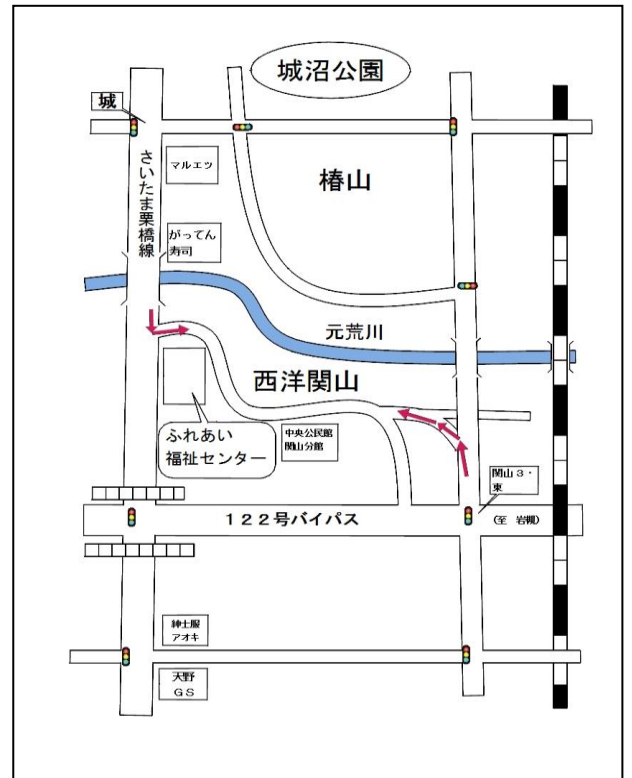 城沼公園
城
さいたま栗橋線
マルエツ
椿山
がってん
寿司
元荒川
西洋関山
ふれあい
福祉センター
中央公民館
関山分館
関山3・
東
122号バイパス
(至 岩槻)
紳士服
アオキ
天野
GS